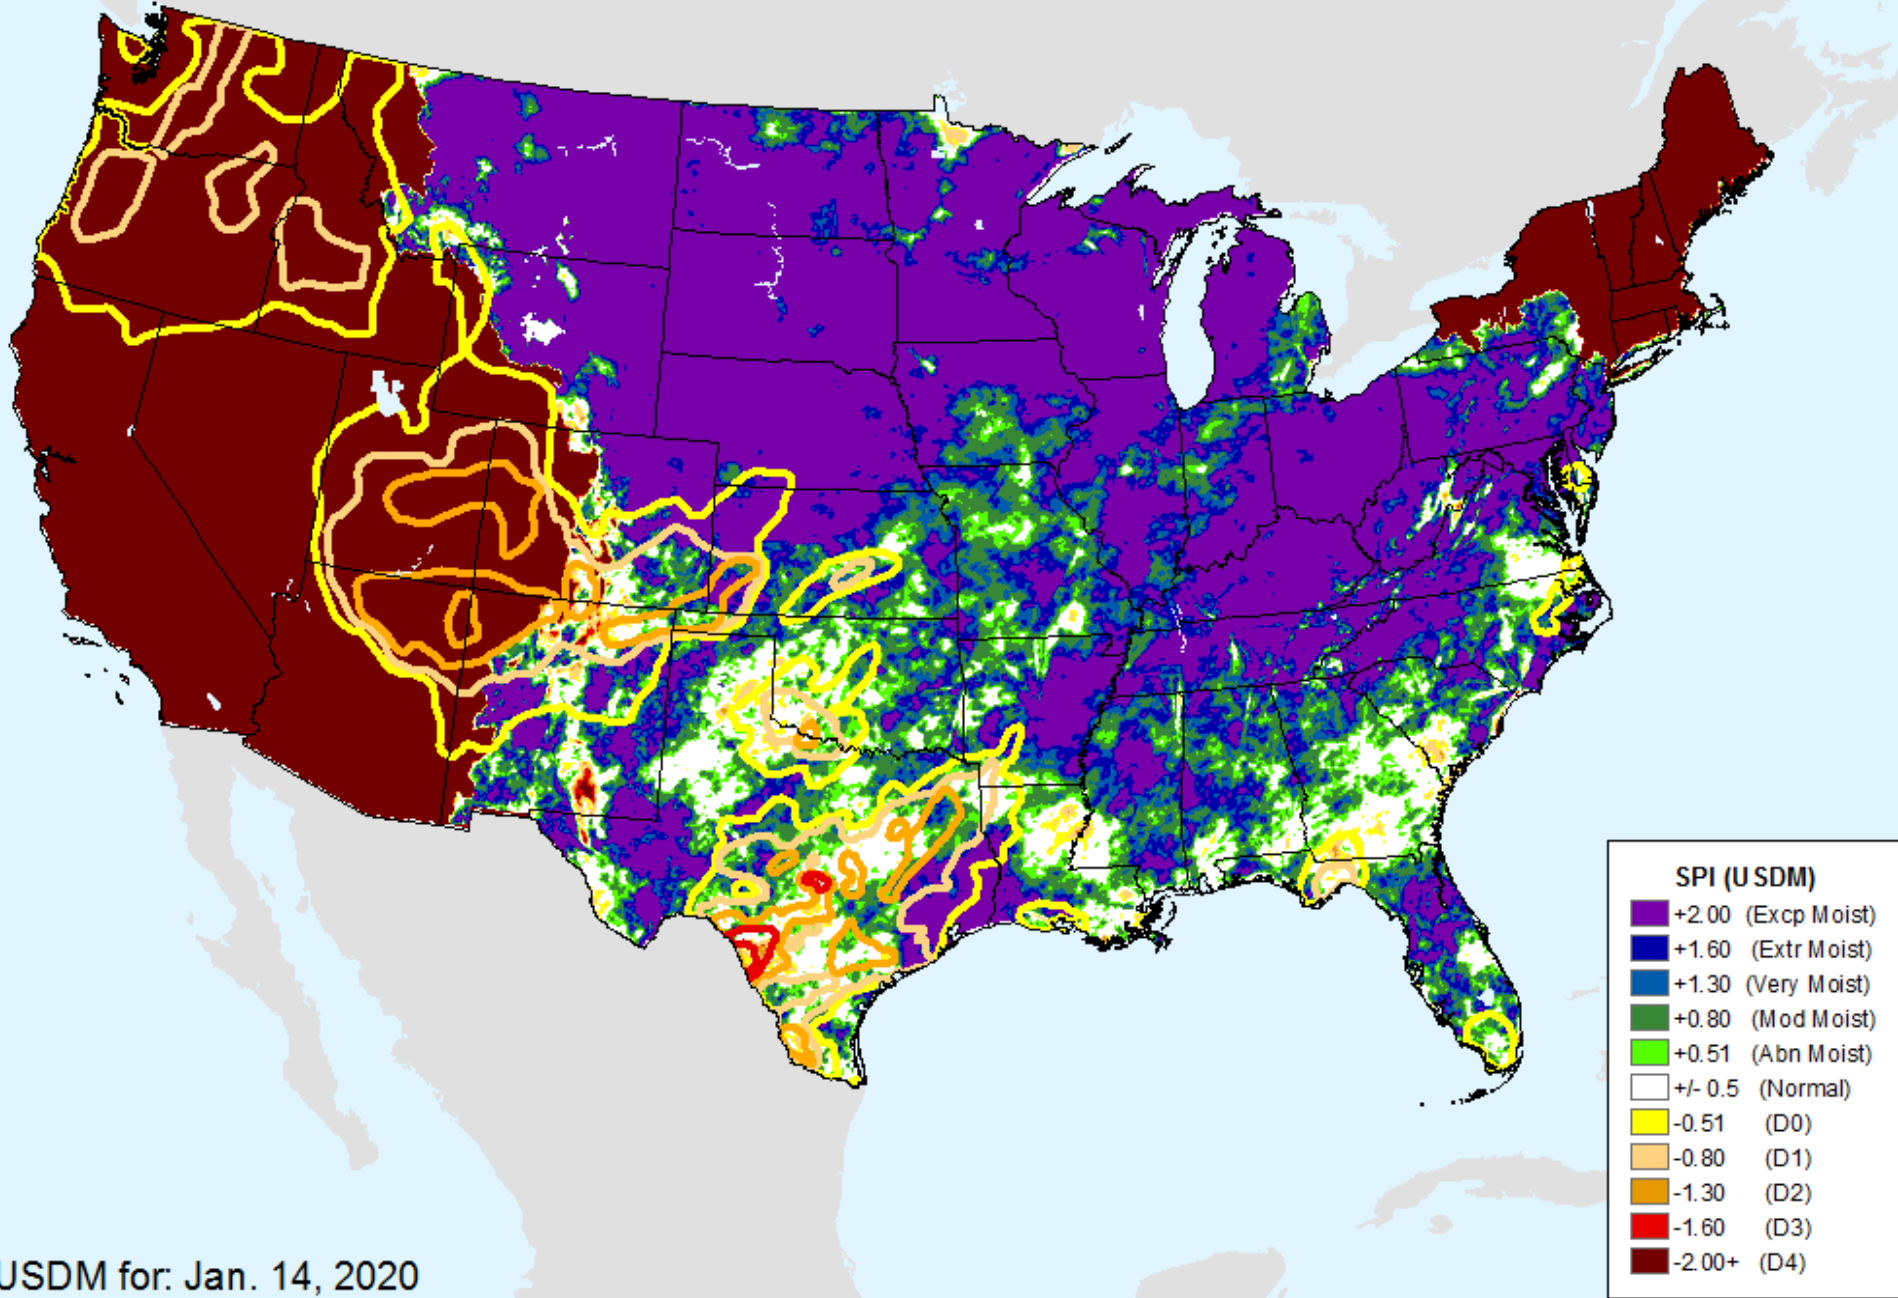 SPI (USDM)
+2.00 (Excp Moist)
+1.60 (Extr Moist)
+1.30 (Very Moist)
+0.80 (Mod Moist)
+0.51 (Abn Moist)
+/- 0.5 (Normal)
-0.51 (D0)
-0.80 (D1)
-1.30 (D2)
-1.60 (D3)
-2.00+ (D4)
USDM for: Jan. 14, 2020